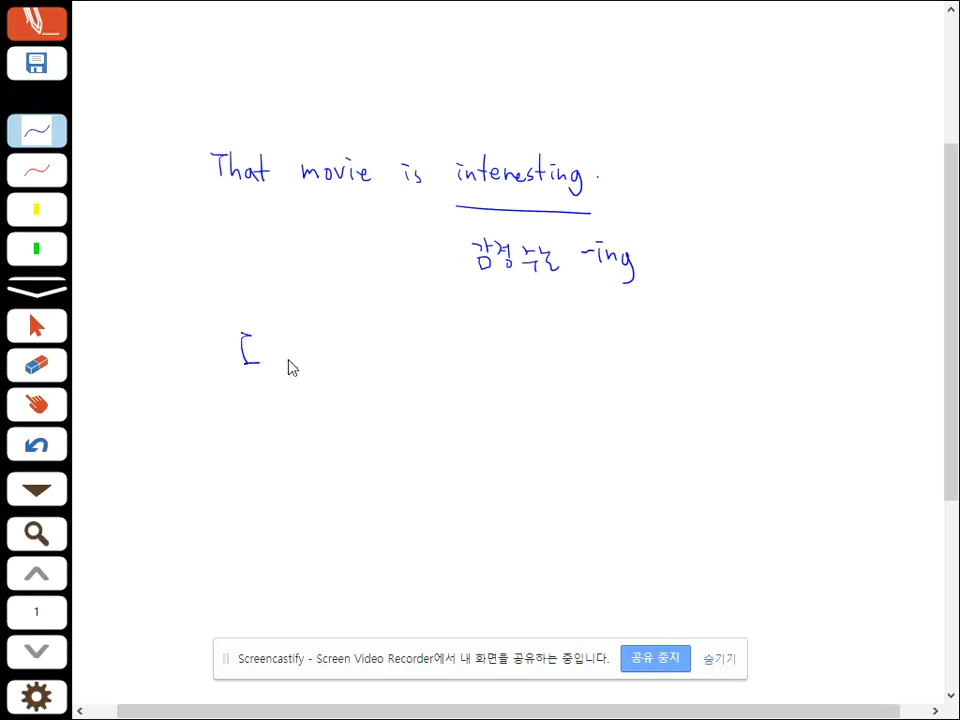 That movie is interesting.
감정 주는 -ing
I
1
Screencastify - Screen Video Recorder에서 내 화면을 공유하는 중입니다. 공유 중지 숨기기